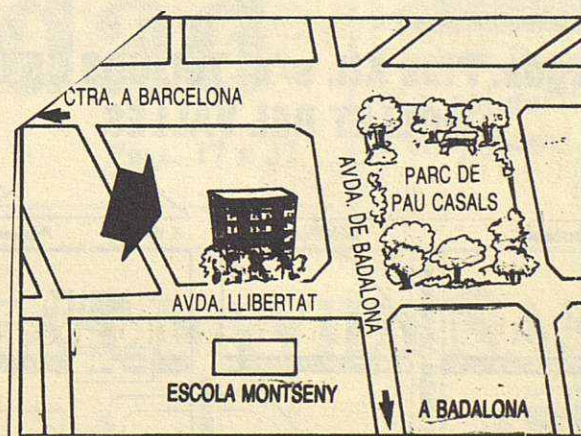 CTRA. A BARCELONA
PARC DE
PAU CASALS
AVDA. DE BADALONA
AVDA. LLIBERTAT
ESCOLA MONTSENY
A BADALONA